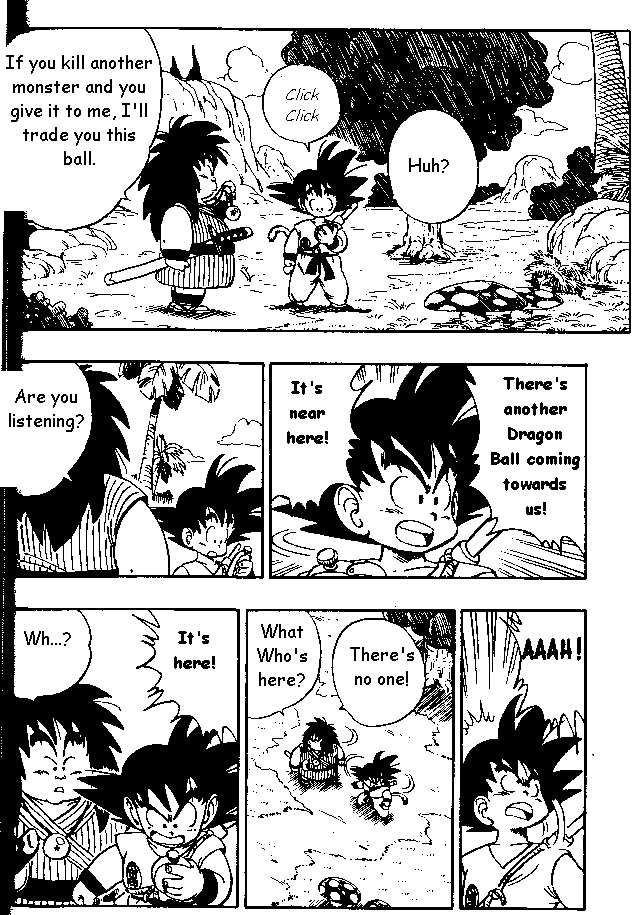 If you kill another
monster and you
give it to me, I'll
trade you this
ball.
Click
Click
Huh?
Are you
listening?
It's
near
here!
There's
another
Dragon
Ball coming
towards
us!
Wh...?
It's
here!
What
Who's
here?
There's
no one!
AAAH!